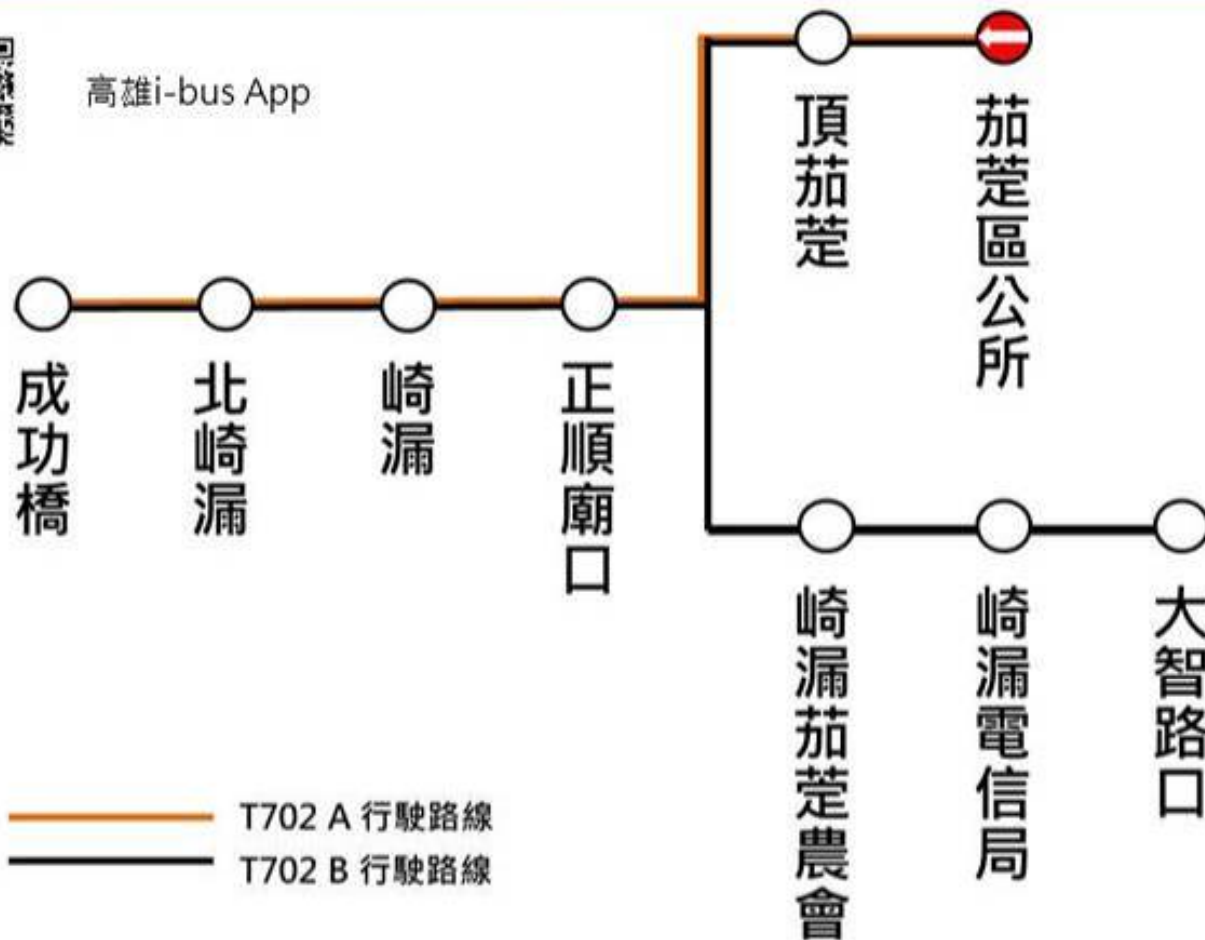 高雄i-bus App
頂茄萣
茄萣區公所
成功橋
北崎漏
崎漏
正順廟口
崎漏茄萣農會
崎漏電信局
大智路口
T702 A 行駛路線
T702 B 行駛路線